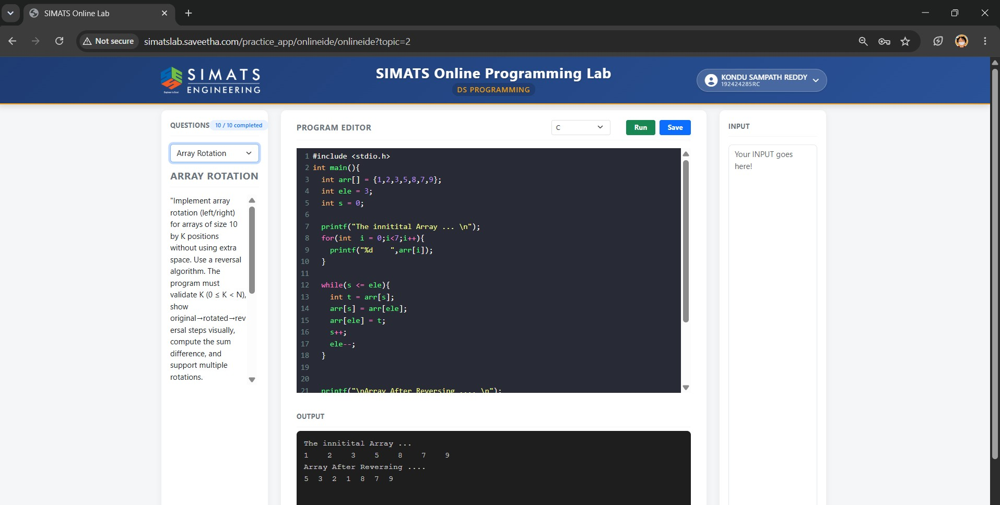 SIMATS Online Lab
Not secure
simatslab.saveetha.com/practice_app/onlineide/onlineide?topic=2
SIMATS
ENGINEERING
Engineer to Excel
SIMATS Online Programming Lab
DS PROGRAMMING
KONDU SAMPATH REDDY
192424285RC
QUESTIONS
10 / 10 completed
Array Rotation
ARRAY ROTATION
"Implement array
rotation (left/right)
for arrays of size 10
by K positions
without using extra
space. Use a reversal
algorithm. The
program must
validate K (0 ≤ K < N),
show
original→rotated→rev
ersal steps visually,
compute the sum
difference, and
support multiple
rotations.
PROGRAM EDITOR
C
Run
Save
1 #include <stdio.h>
2 int main(){
3   int arr[] = {1,2,3,5,8,7,9};
4   int ele = 3;
5   int s = 0;
6
7   printf("The innitital Array ... \n");
8   for(int  i = 0;i<7;i++){
9     printf("%d    ",arr[i]);
10   }
11
12   while(s <= ele){
13     int t = arr[s];
14     arr[s] = arr[ele];
15     arr[ele] = t;
16     s++;
17     ele--;
18   }
19
20
21   printf("\nArray After Reversing .... \n");
OUTPUT
The innitital Array ...
1    2    3    5    8    7    9
Array After Reversing ....
5  3  2  1  8  7  9
INPUT
Your INPUT goes
here!